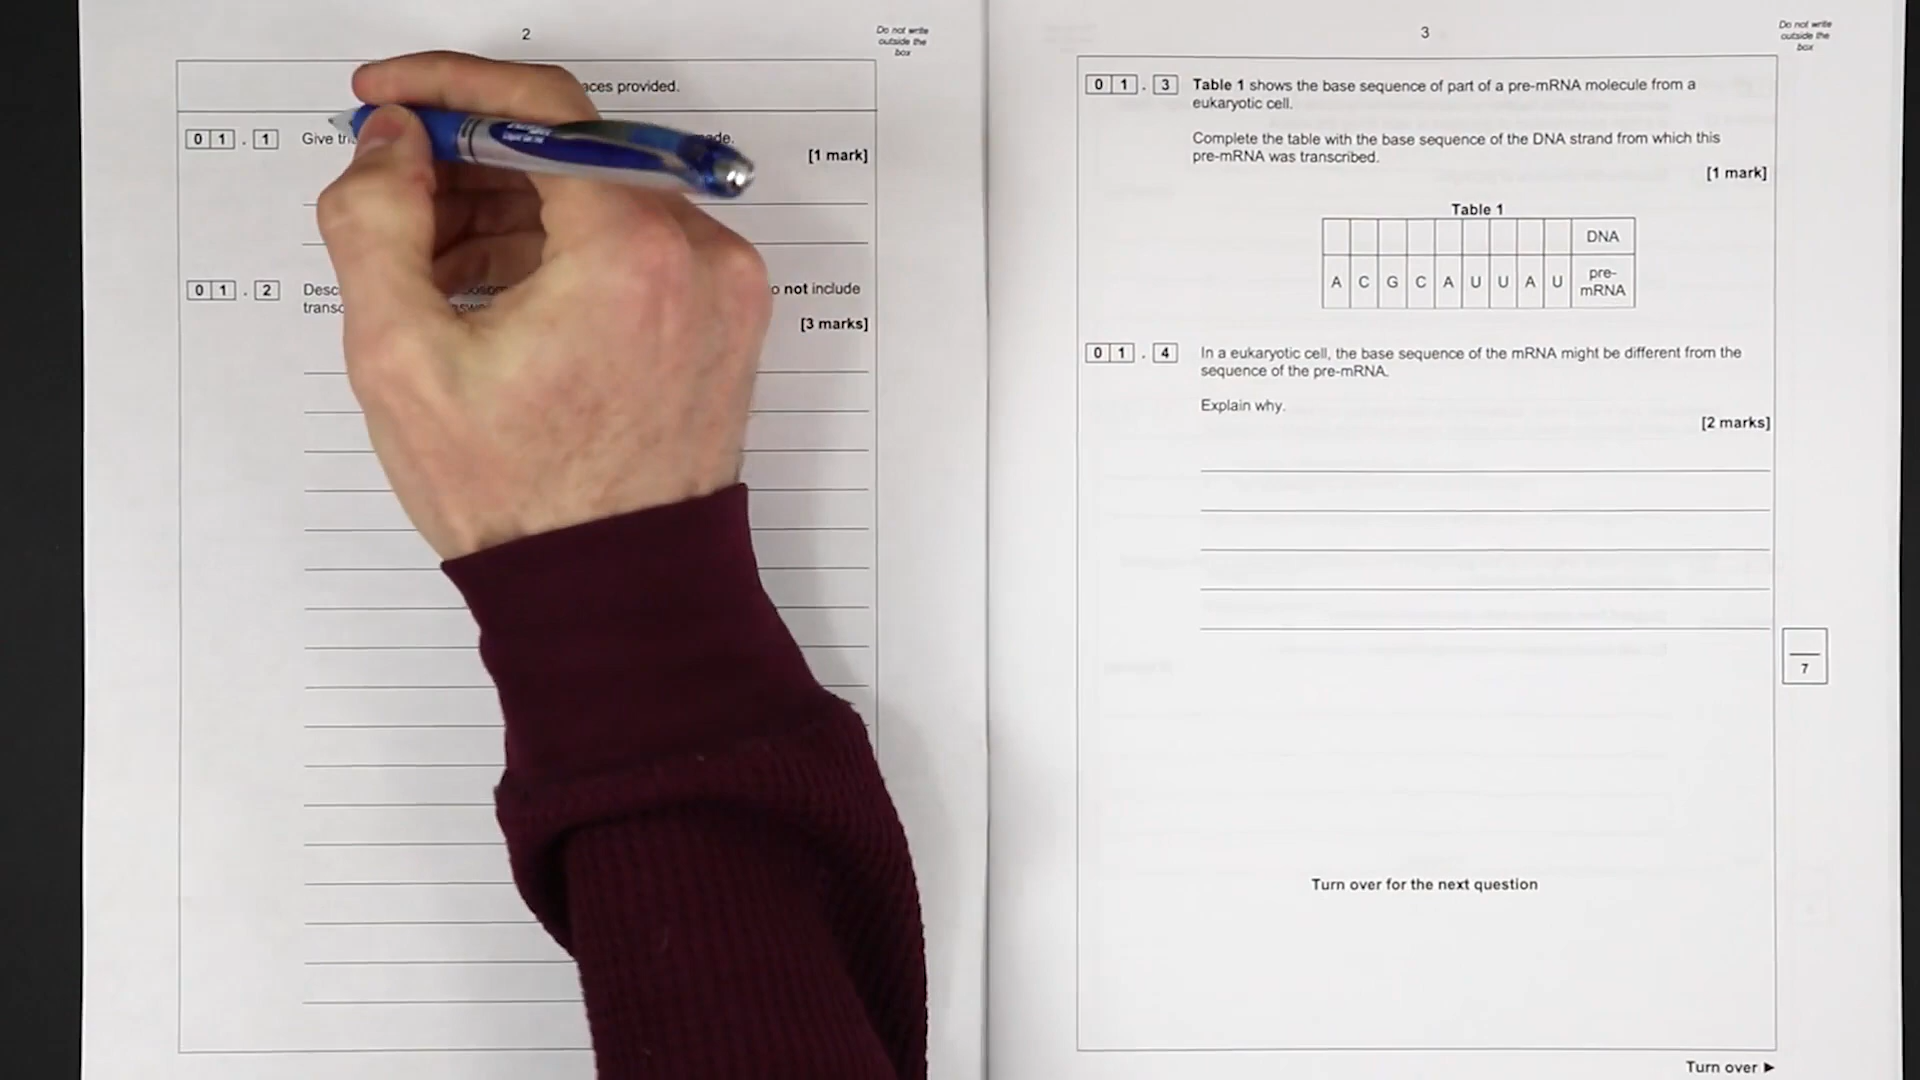 2
Do not write
outside the
box
aces provided.
0 1 . 1 Give
ade.
[1 mark]
0 1 . 2 Desc
o not include
transc
[3 marks]
3
Do not write
outside the
box
0 1 . 3 Table 1 shows the base sequence of part of a pre-mRNA molecule from a
eukaryotic cell.
Complete the table with the base sequence of the DNA strand from which this
pre-mRNA was transcribed.
[1 mark]
Table 1
DNA
A C G C A U U A U pre-
mRNA
0 1 . 4 In a eukaryotic cell, the base sequence of the mRNA might be different from the
sequence of the pre-mRNA.
Explain why.
[2 marks]
7
Turn over for the next question
Turn over ►